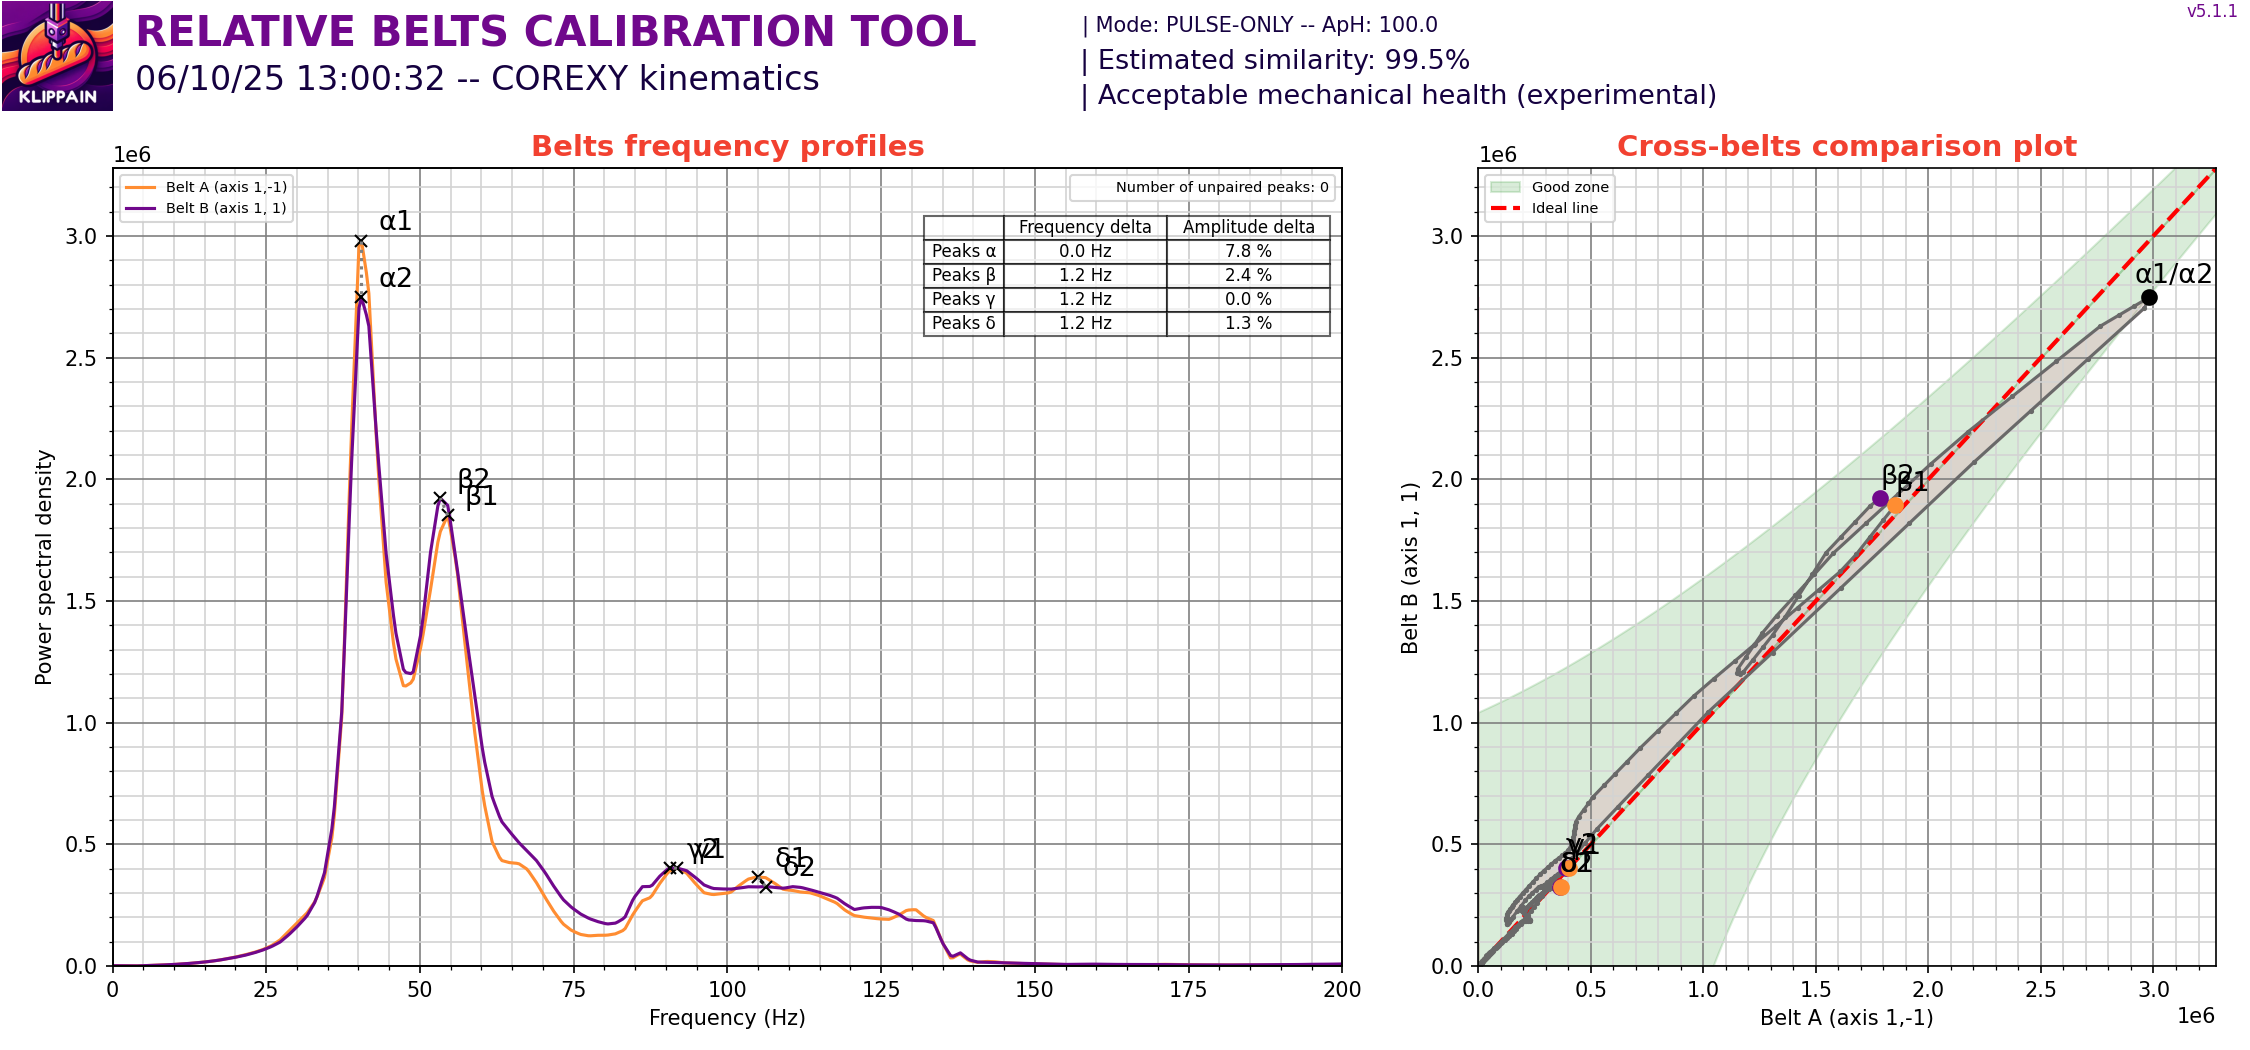 KLIPPAIN
RELATIVE BELTS CALIBRATION TOOL
06/10/25 13:00:32 -- COREXY kinematics
| Mode: PULSE-ONLY -- ApH: 100.0
| Estimated similarity: 99.5%
| Acceptable mechanical health (experimental)
v5.1.1
Belts frequency profiles
1e6
Belt A (axis 1,-1)
Belt B (axis 1, 1)
Number of unpaired peaks: 0
Frequency delta Amplitude delta
Peaks α 0.0 Hz 7.8 %
Peaks β 1.2 Hz 2.4 %
Peaks γ 1.2 Hz 0.0 %
Peaks δ 1.2 Hz 1.3 %
α1
α2
β2
β1
γ2
γ1
δ1
δ2
3.0
2.5
2.0
1.5
1.0
0.5
0.0
Power spectral density
0 25 50 75 100 125 150 175 200
Frequency (Hz)
Cross-belts comparison plot
1e6
Good zone
Ideal line
α1/α2
β2
β1
γ2
γ1
δ2
δ1
3.0
2.5
2.0
1.5
1.0
0.5
0.0
Belt B (axis 1, 1)
0.0 0.5 1.0 1.5 2.0 2.5 3.0
Belt A (axis 1,-1)
1e6